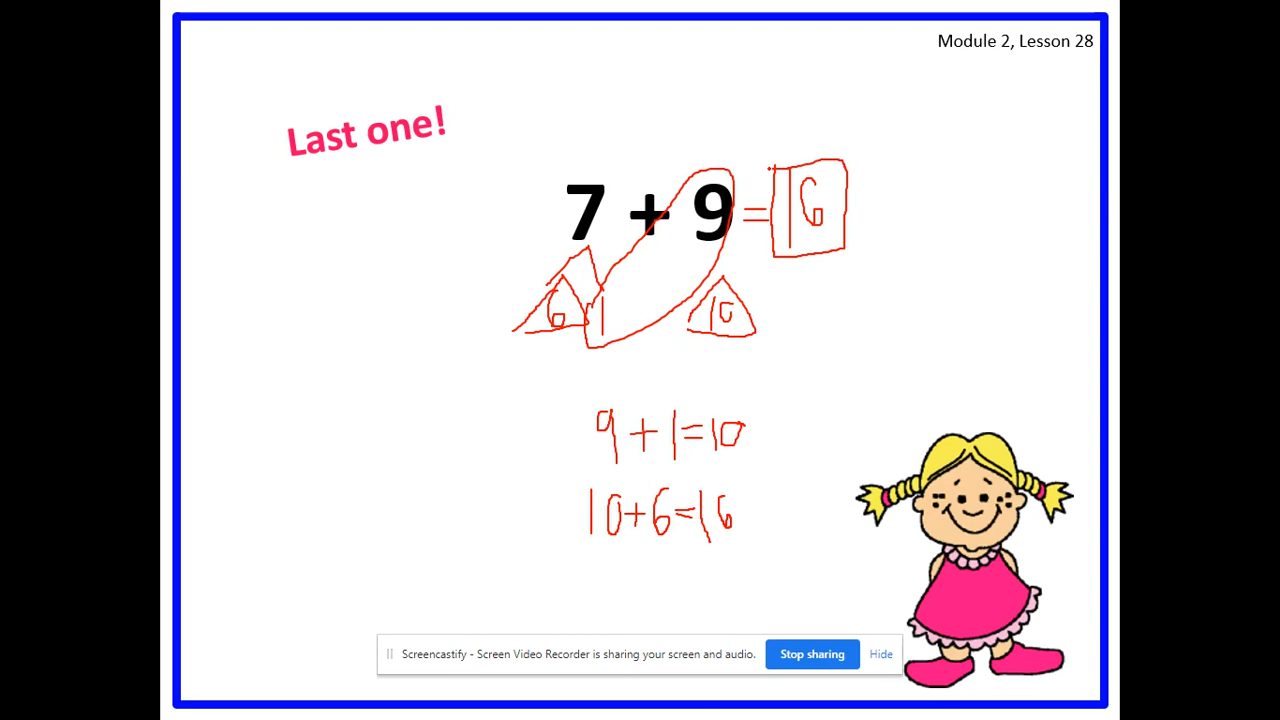 Module 2, Lesson 28
Last one!
7 + 9 = 16
6 1 10
9 + 1 = 10
10 + 6 = 16
Screencastify - Screen Video Recorder is sharing your screen and audio. Stop sharing Hide